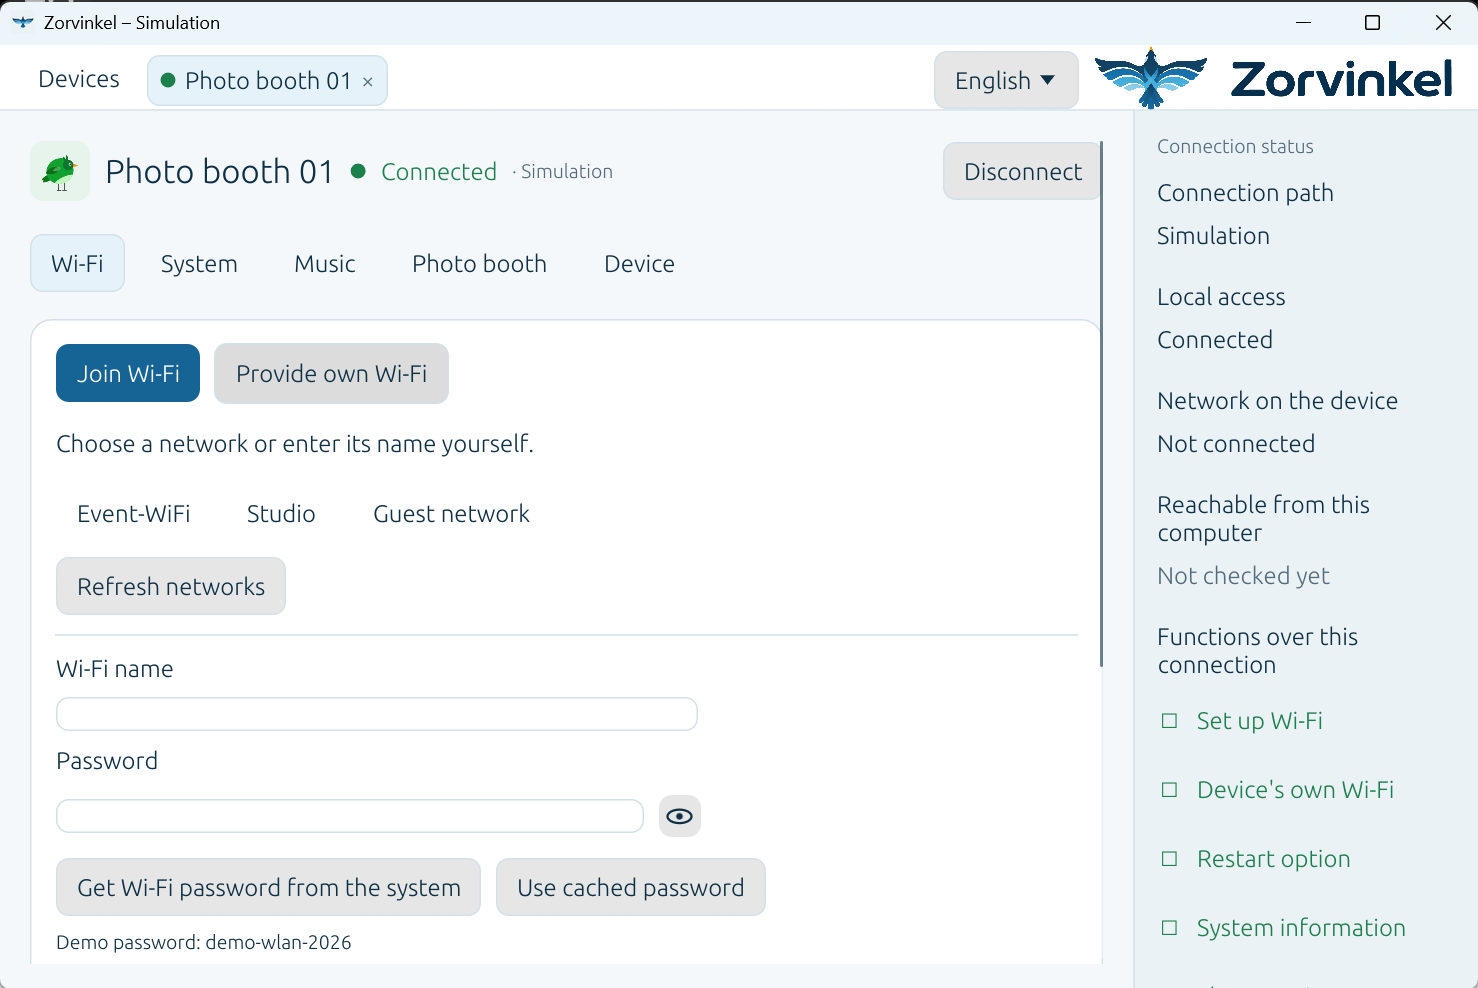 Zorvinkel – Simulation
Devices
Photo booth 01 ×
English ▼
Zorvinkel
Photo booth 01
Connected
· Simulation
Disconnect
Wi-Fi
System
Music
Photo booth
Device
Join Wi-Fi
Provide own Wi-Fi
Choose a network or enter its name yourself.
Event-WiFi
Studio
Guest network
Refresh networks
Wi-Fi name
Password
Get Wi-Fi password from the system
Use cached password
Demo password: demo-wlan-2026
Connection status
Connection path
Simulation
Local access
Connected
Network on the device
Not connected
Reachable from this
computer
Not checked yet
Functions over this
connection
Set up Wi-Fi
Device's own Wi-Fi
Restart option
System information